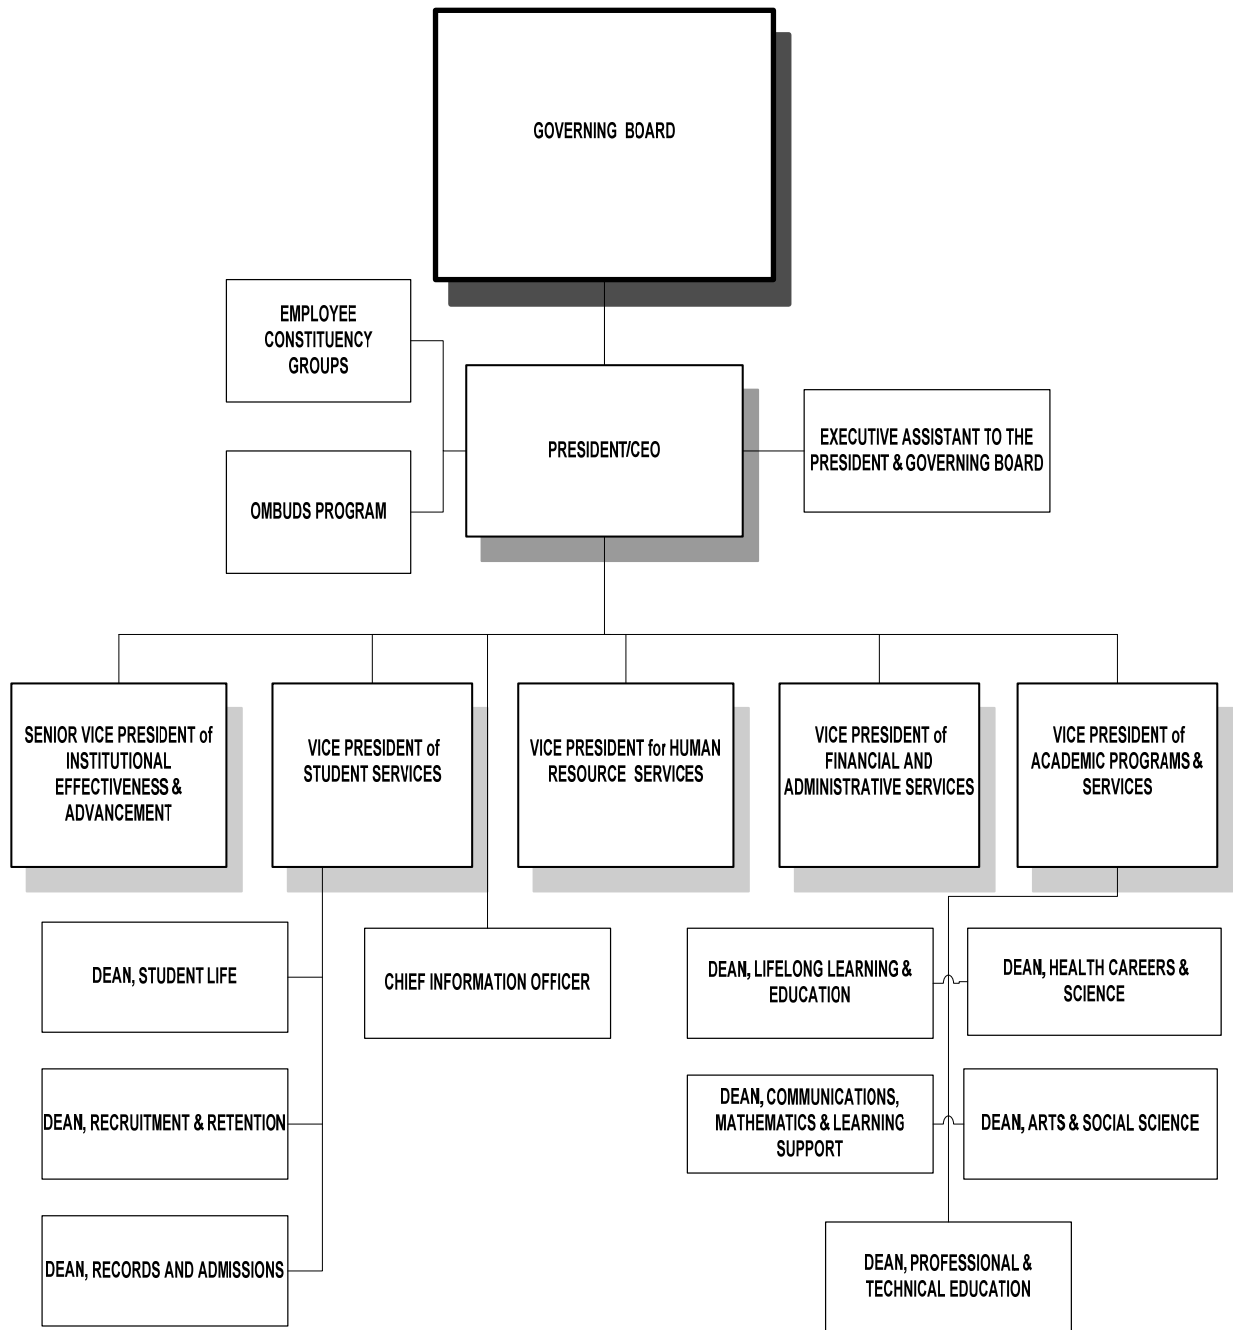 GOVERNING BOARD
EMPLOYEE
CONSTITUENCY
GROUPS
PRESIDENT/CEO
EXECUTIVE ASSISTANT TO THE
PRESIDENT & GOVERNING BOARD
OMBUDS PROGRAM
SENIOR VICE PRESIDENT of
INSTITUTIONAL
EFFECTIVENESS &
ADVANCEMENT
VICE PRESIDENT of
STUDENT SERVICES
VICE PRESIDENT for HUMAN
RESOURCE SERVICES
VICE PRESIDENT of
FINANCIAL AND
ADMINISTRATIVE SERVICES
VICE PRESIDENT of
ACADEMIC PROGRAMS &
SERVICES
DEAN, STUDENT LIFE
CHIEF INFORMATION OFFICER
DEAN, LIFELONG LEARNING &
EDUCATION
DEAN, HEALTH CAREERS &
SCIENCE
DEAN, RECRUITMENT & RETENTION
DEAN, COMMUNICATIONS,
MATHEMATICS & LEARNING
SUPPORT
DEAN, ARTS & SOCIAL SCIENCE
DEAN, RECORDS AND ADMISSIONS
DEAN, PROFESSIONAL &
TECHNICAL EDUCATION